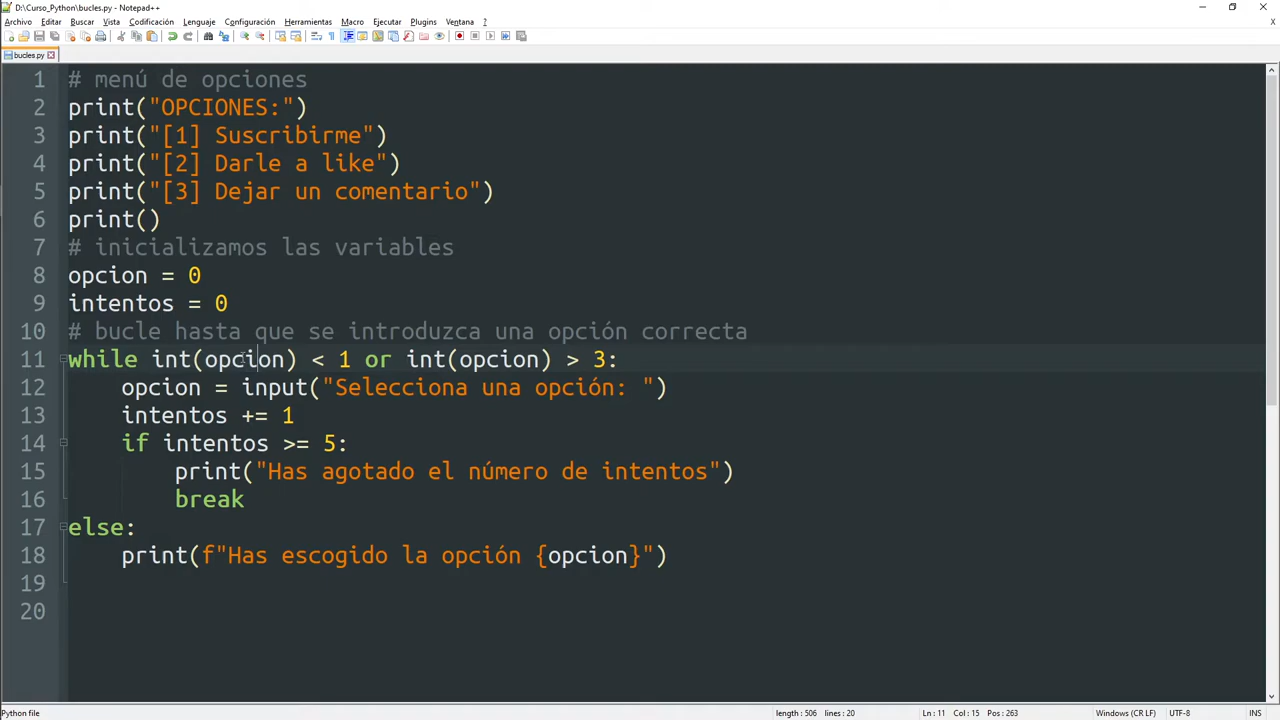 D:\Curso_Python\bucles.py - Notepad++
Archivo Editar Buscar Vista Codificación Lenguaje Configuración Herramientas Macro Ejecutar Plugins Ventana ?
bucles.py
1 # menú de opciones
2 print("OPCIONES:")
3 print("[1] Suscribirme")
4 print("[2] Darle a like")
5 print("[3] Dejar un comentario")
6 print()
7 # inicializamos las variables
8 opcion = 0
9 intentos = 0
10 # bucle hasta que se introduzca una opción correcta
11 while int(opcion) < 1 or int(opcion) > 3:
12     opcion = input("Selecciona una opción: ")
13     intentos += 1
14     if intentos >= 5:
15         print("Has agotado el número de intentos")
16         break
17 else:
18     print(f"Has escogido la opción {opcion}")
19
20
Python file length : 506 lines : 20 Ln : 11 Col : 15 Pos : 263 Windows (CR LF) UTF-8 INS